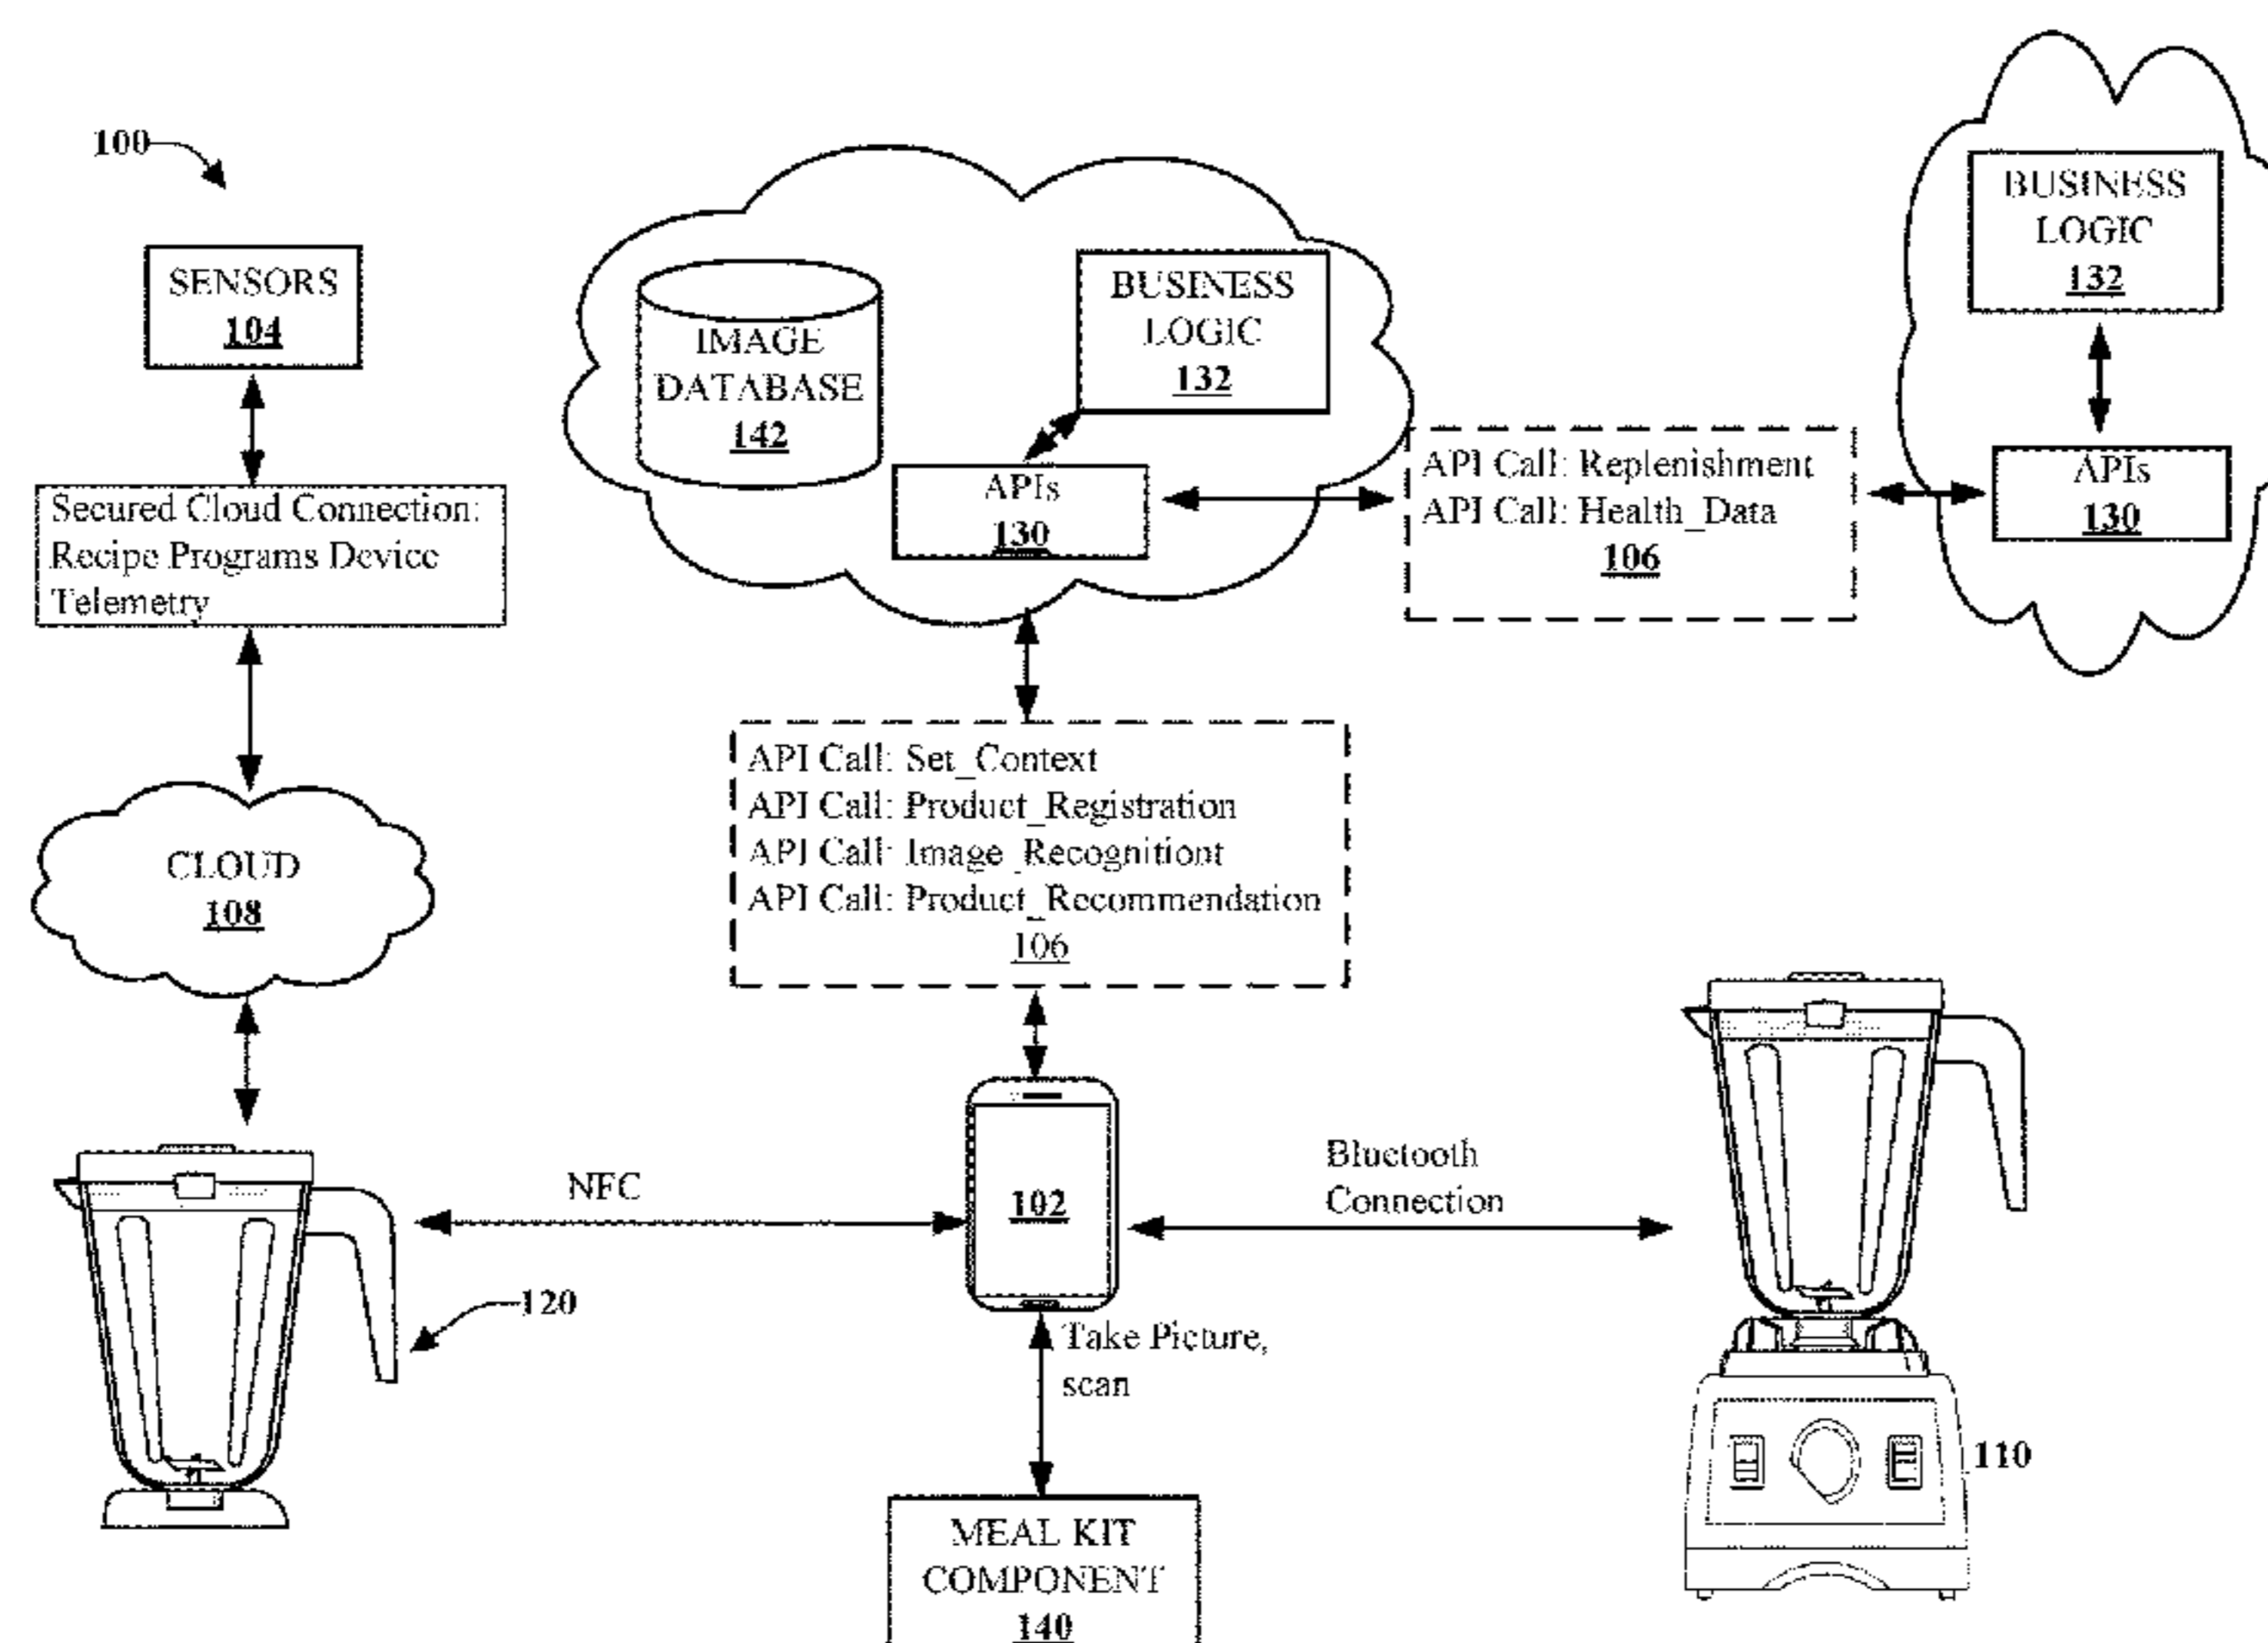 100
SENSORS
104
Secured Cloud Connection:
Recipe Programs Device
Telemetry
CLOUD
108
IMAGE
DATABASE
142
BUSINESS
LOGIC
132
APIs
130
API Call: Replenishment
API Call: Health_Data
106
BUSINESS
LOGIC
132
APIs
130
API Call: Set_Context
API Call: Product_Registration
API Call: Image_Recognitiont
API Call: Product_Recommendation
106
NFC
102
Bluetooth
Connection
120
Take Picture,
scan
110
MEAL KIT
COMPONENT
140